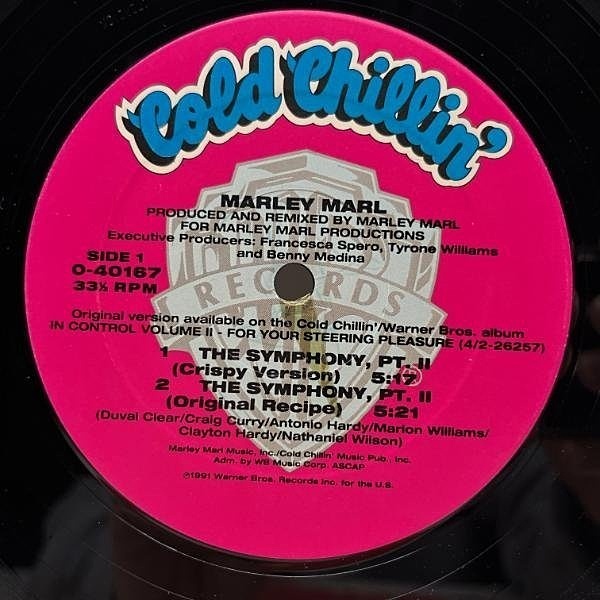 Cold Chillin'
MARLEY MARL
PRODUCED AND REMIXED BY MARLEY MARL
FOR MARLEY MARL PRODUCTIONS
Executive Producers: Francesca Spero, Tyrone Williams
and Benny Medina
SIDE 1
0-40167
33⅓ RPM
RECORDS
Original version available on the Cold Chillin'/Warner Bros. album
IN CONTROL VOLUME II - FOR YOUR STEERING PLEASURE (4/2-26257)
1 THE SYMPHONY, PT. II
(Crispy Version) 5:17
®
2 THE SYMPHONY, PT. II
(Original Recipe) 5:21
(Duval Clear/Craig Curry/Antonio Hardy/Marlon Williams/
Clayton Hardy/Nathaniel Wilson)
Marley Marl Music, Inc./Cold Chillin' Music Pub., Inc.
Adm. by WB Music Corp. ASCAP
℗1991 Warner Bros. Records Inc. for the U.S.